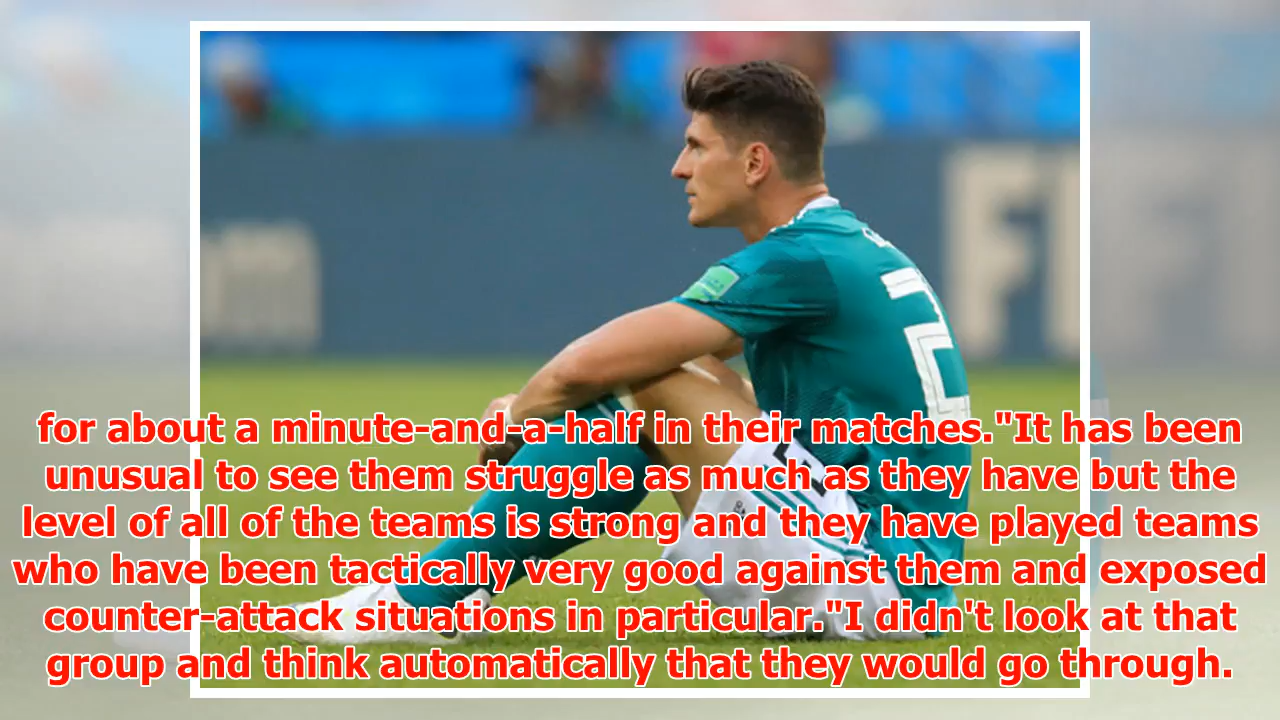 for about a minute-and-a-half in their matches."It has been
unusual to see them struggle as much as they have but the
level of all of the teams is strong and they have played teams
who have been tactically very good against them and exposed
counter-attack situations in particular."I didn't look at that
group and think automatically that they would go through.
2